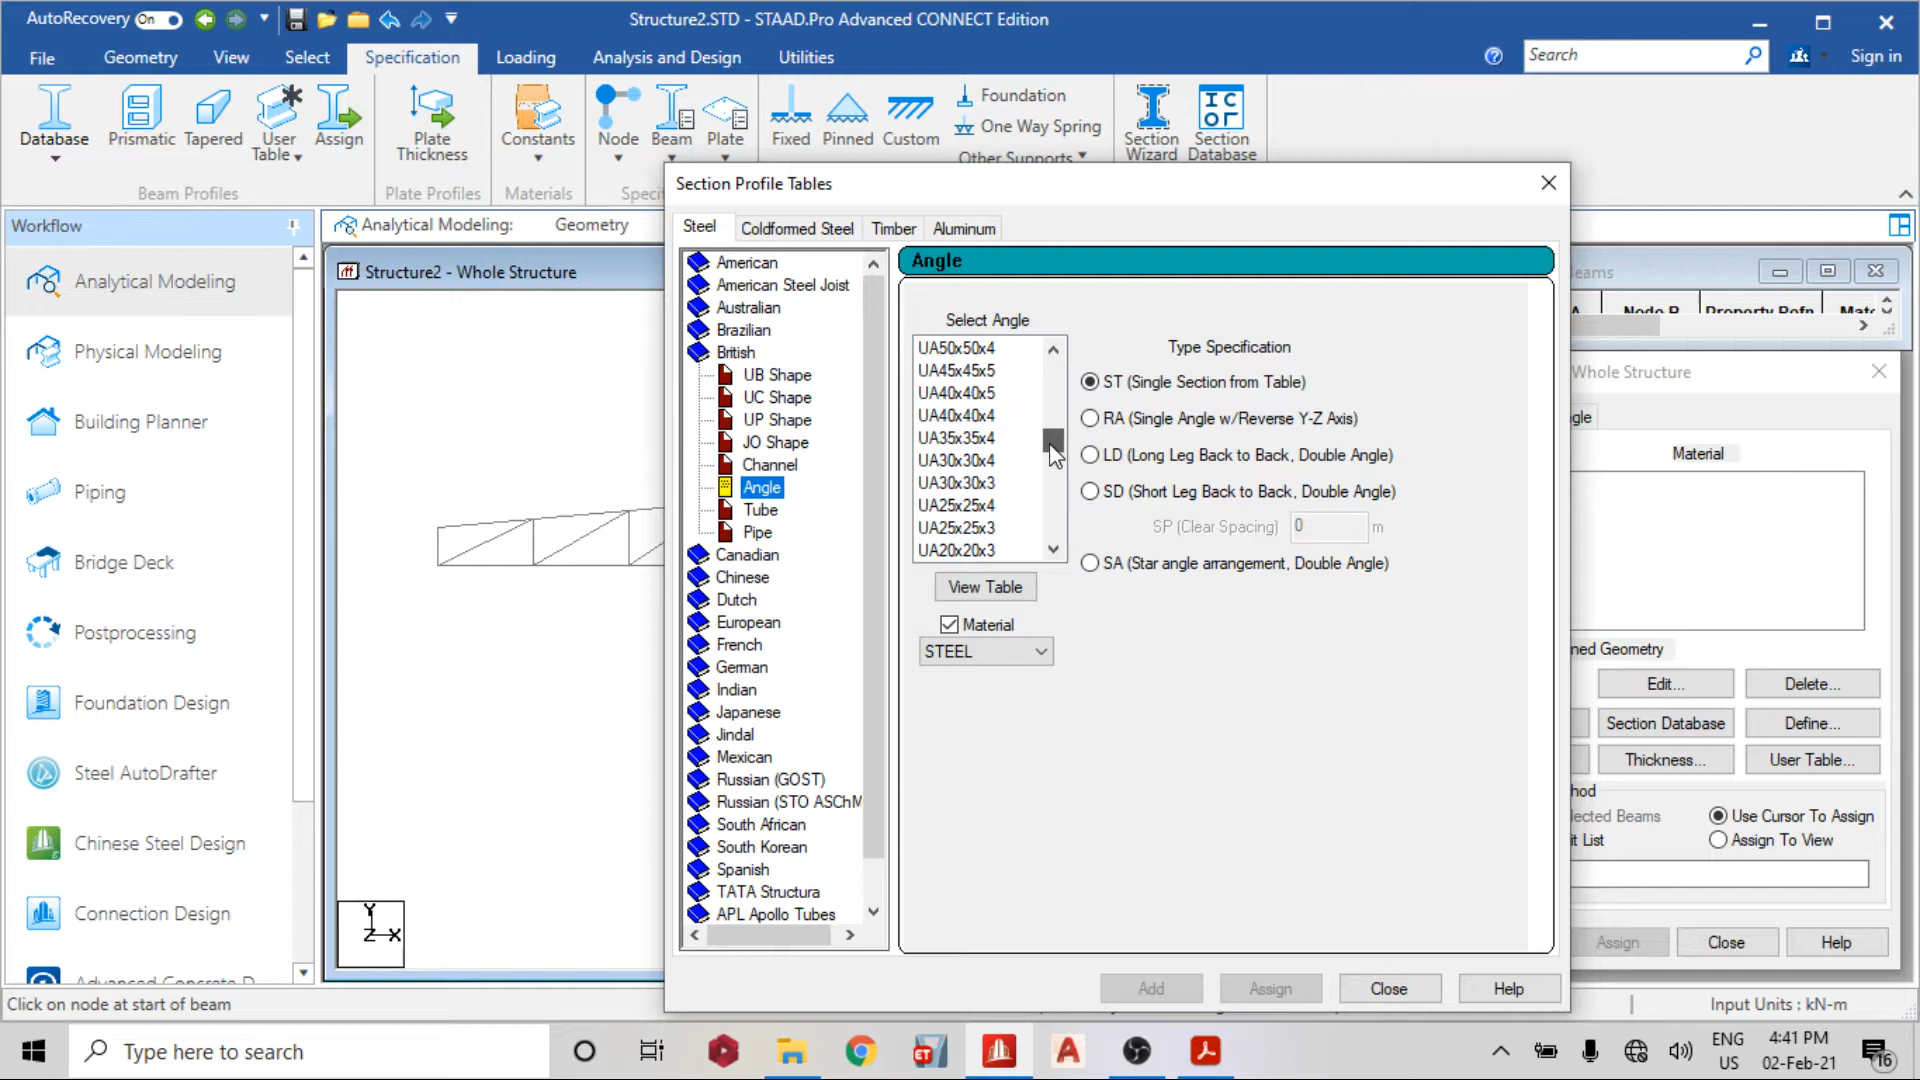 AutoRecovery On
Structure2.STD - STAAD.Pro Advanced CONNECT Edition
File
Geometry
View
Select
Specification
Loading
Analysis and Design
Utilities
Search
Sign in
Database
Prismatic
Tapered
User
Table
Assign
Plate
Thickness
Constants
Node
Beam
Plate
Fixed
Pinned
Custom
Foundation
One Way Spring
Other Supports
Section
Wizard
Section
Database
Beam Profiles
Plate Profiles
Materials
Workflow
Analytical Modeling:
Geometry
Structure2 - Whole Structure
Analytical Modeling
Physical Modeling
Building Planner
Piping
Bridge Deck
Postprocessing
Foundation Design
Steel AutoDrafter
Chinese Steel Design
Connection Design
Y
Z
X
Section Profile Tables
Steel
Coldformed Steel
Timber
Aluminum
American
American Steel Joist
Australian
Brazilian
British
UB Shape
UC Shape
UP Shape
JO Shape
Channel
Angle
Tube
Pipe
Canadian
Chinese
Dutch
European
French
German
Indian
Japanese
Jindal
Mexican
Russian (GOST)
Russian (STO ASChM
South African
South Korean
Spanish
TATA Structura
APL Apollo Tubes
Angle
Select Angle
UA50x50x4
UA45x45x5
UA40x40x5
UA40x40x4
UA35x35x4
UA30x30x4
UA30x30x3
UA25x25x4
UA25x25x3
UA20x20x3
View Table
Material
STEEL
Type Specification
ST (Single Section from Table)
RA (Single Angle w/Reverse Y-Z Axis)
LD (Long Leg Back to Back, Double Angle)
SD (Short Leg Back to Back, Double Angle)
SP (Clear Spacing) 0 m
SA (Star angle arrangement, Double Angle)
Add
Assign
Close
Help
Whole Structure
Material
Edit...
Delete...
Section Database
Define...
Thickness...
User Table...
Use Cursor To Assign
Assign To View
Assign
Close
Help
Click on node at start of beam
Input Units : kN-m
Type here to search
ET
ENG
US
4:41 PM
02-Feb-21
16